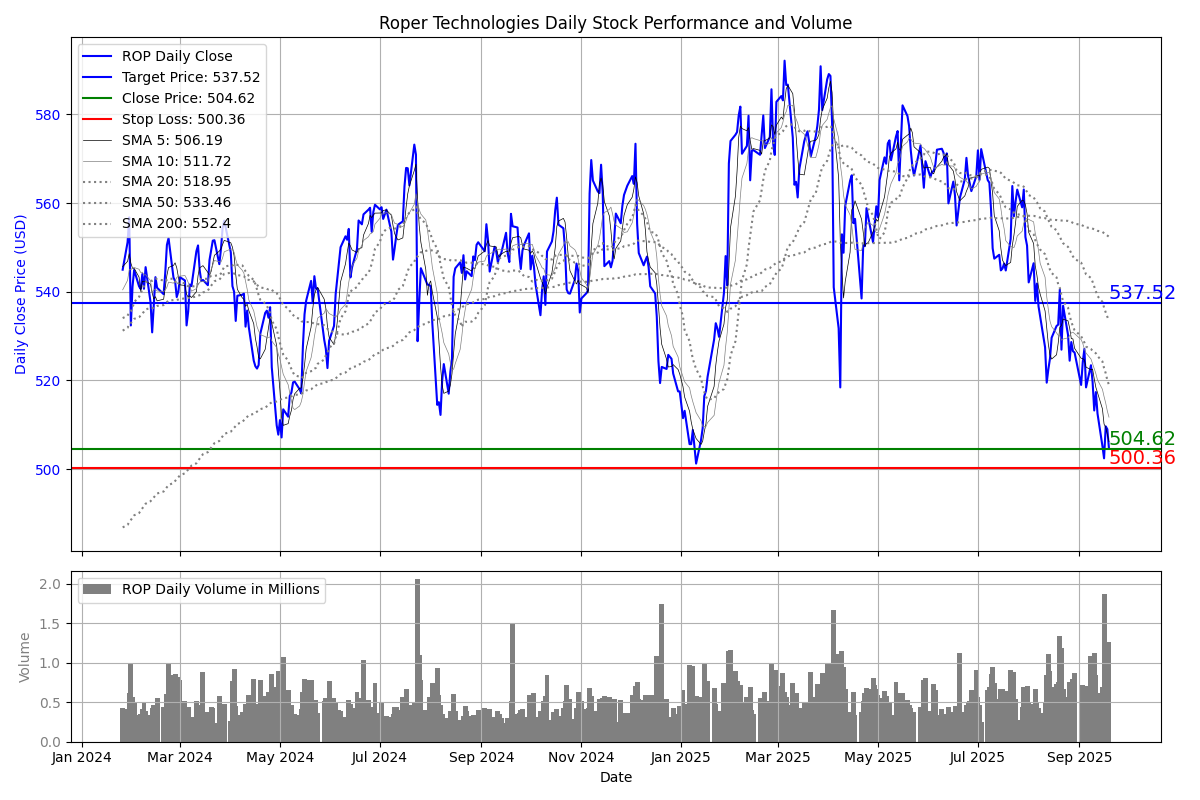 Roper Technologies Daily Stock Performance and Volume
ROP Daily Close
Target Price: 537.52
Close Price: 504.62
Stop Loss: 500.36
SMA 5: 506.19
SMA 10: 511.72
SMA 20: 518.95
SMA 50: 533.46
SMA 200: 552.4
Daily Close Price (USD)
580
560
540
520
500
537.52
504.62
500.36
ROP Daily Volume in Millions
Volume
2.0
1.5
1.0
0.5
0.0
Jan 2024 Mar 2024 May 2024 Jul 2024 Sep 2024 Nov 2024 Jan 2025 Mar 2025 May 2025 Jul 2025 Sep 2025
Date